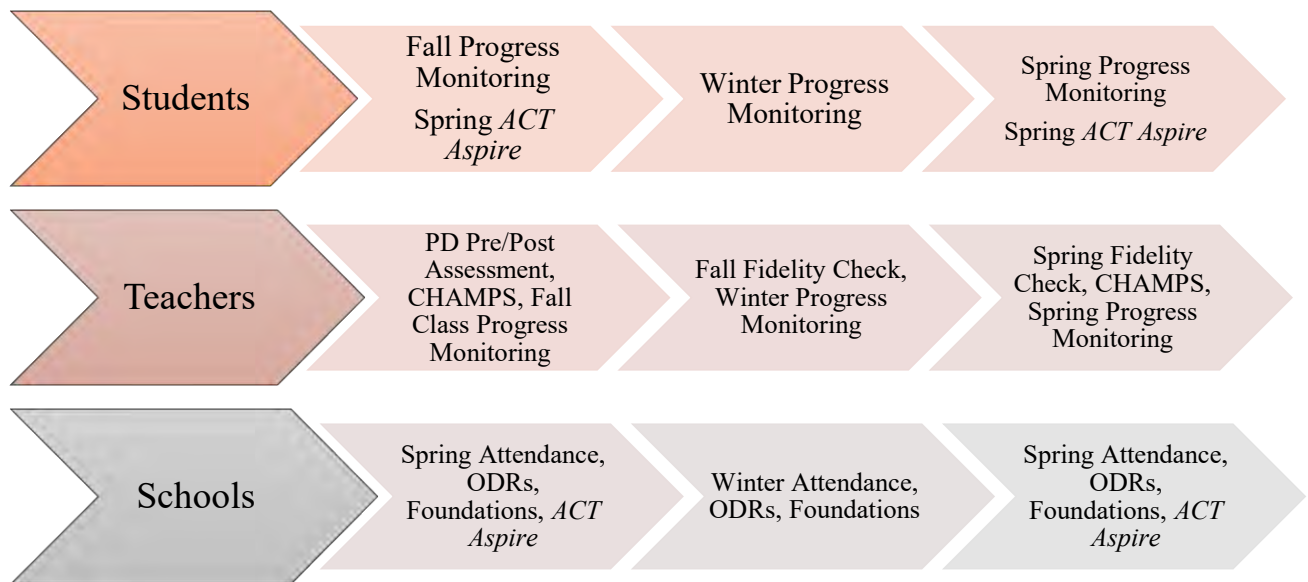 Students
Fall Progress
Monitoring
Spring ACT
Aspire
Winter Progress
Monitoring
Spring Progress
Monitoring
Spring ACT Aspire
Teachers
PD Pre/Post
Assessment,
CHAMPS, Fall
Class Progress
Monitoring
Fall Fidelity Check,
Winter Progress
Monitoring
Spring Fidelity
Check, CHAMPS,
Spring Progress
Monitoring
Schools
Spring Attendance,
ODRs,
Foundations, ACT
Aspire
Winter Attendance,
ODRs, Foundations
Spring Attendance,
ODRs,
Foundations, ACT
Aspire